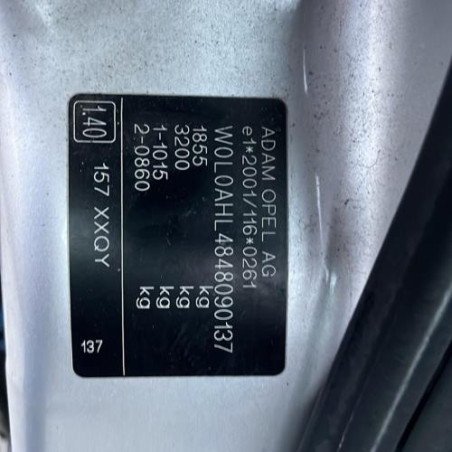 ADAM OPEL AG
e1*2001/116*0261
W0L0AHL4848090137
1855 kg
3200 kg
1-1015 kg
2-0860 kg
1.40 157 XXQY 137